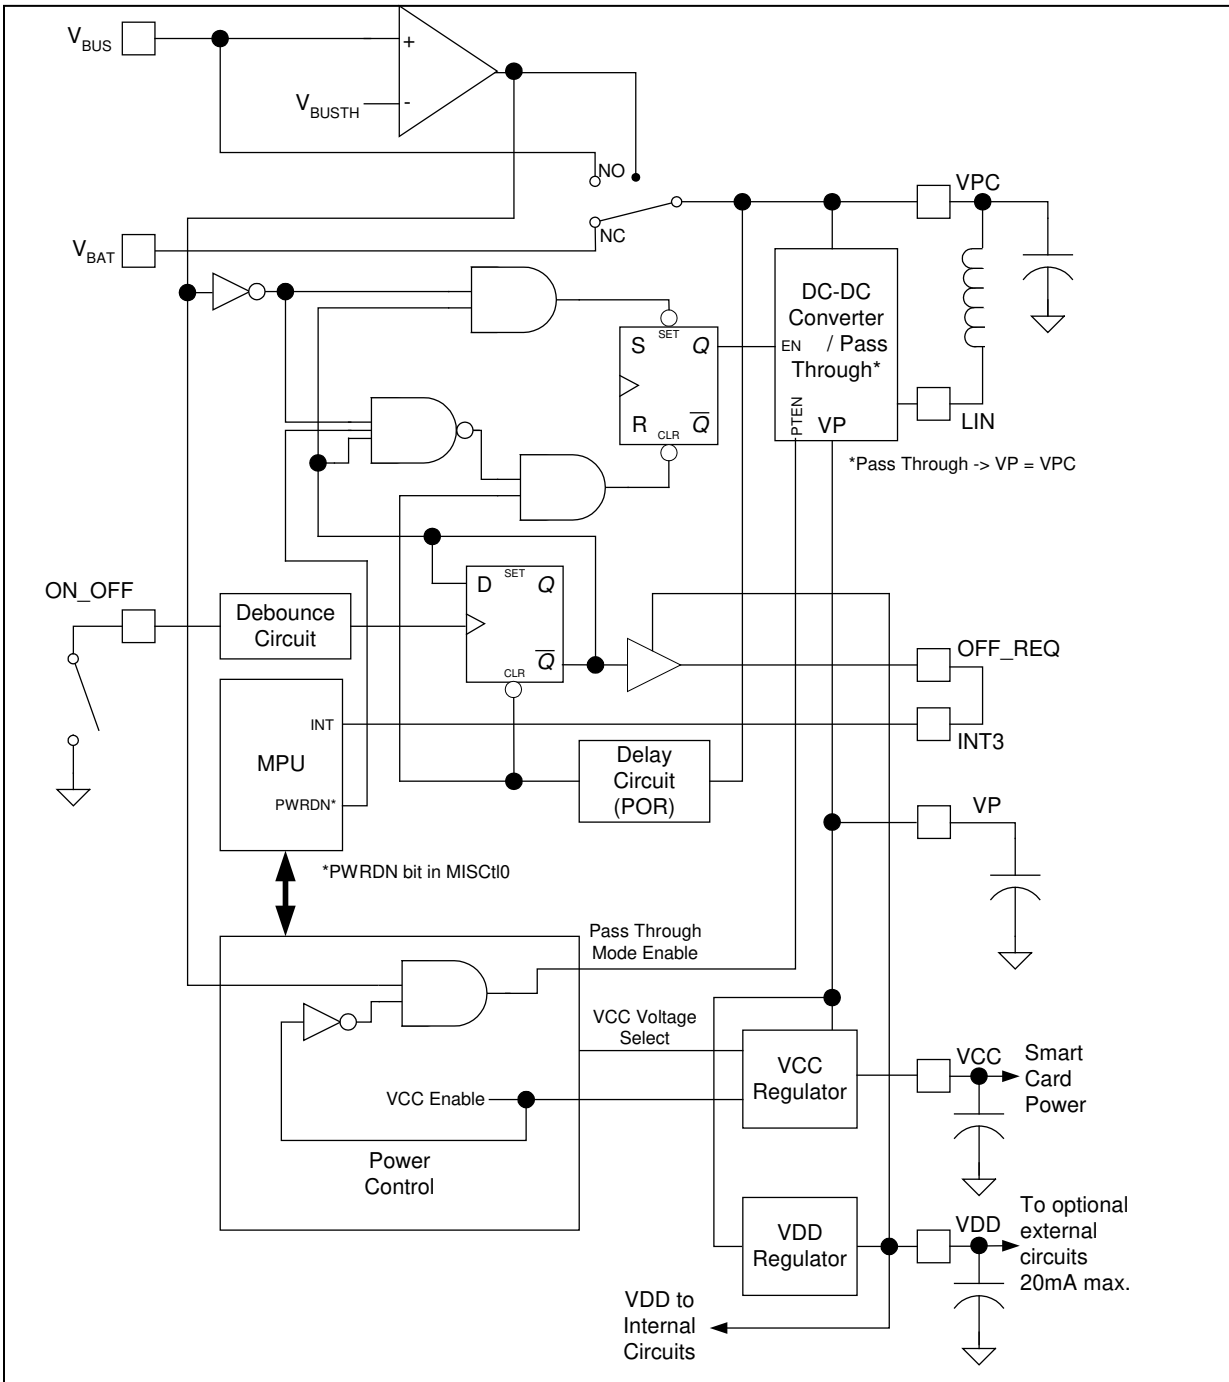 VBUS
+
VBUSTH
-
NO
VPC
NC
VBAT
DC-DC
Converter
/ Pass
Through*
SET
S Q
EN
R Q
CLR
PTEN
VP
LIN
*Pass Through -> VP = VPC
SET
D Q
ON_OFF
Debounce
Circuit
Q
CLR
OFF_REQ
INT
INT3
MPU
Delay
Circuit
(POR)
PWRDN*
VP
*PWRDN bit in MISCtl0
Pass Through
Mode Enable
VCC Voltage
Select
VCC
Regulator
VCC
Smart
Card
Power
VCC Enable
Power
Control
VDD
Regulator
VDD
To optional
external
circuits
20mA max.
VDD to
Internal
Circuits